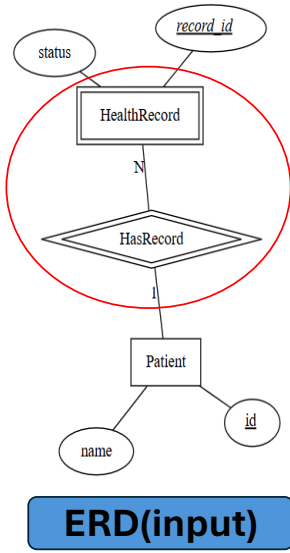 record_id
status
HealthRecord
N
HasRecord
1
Patient
id
name
ERD(input)